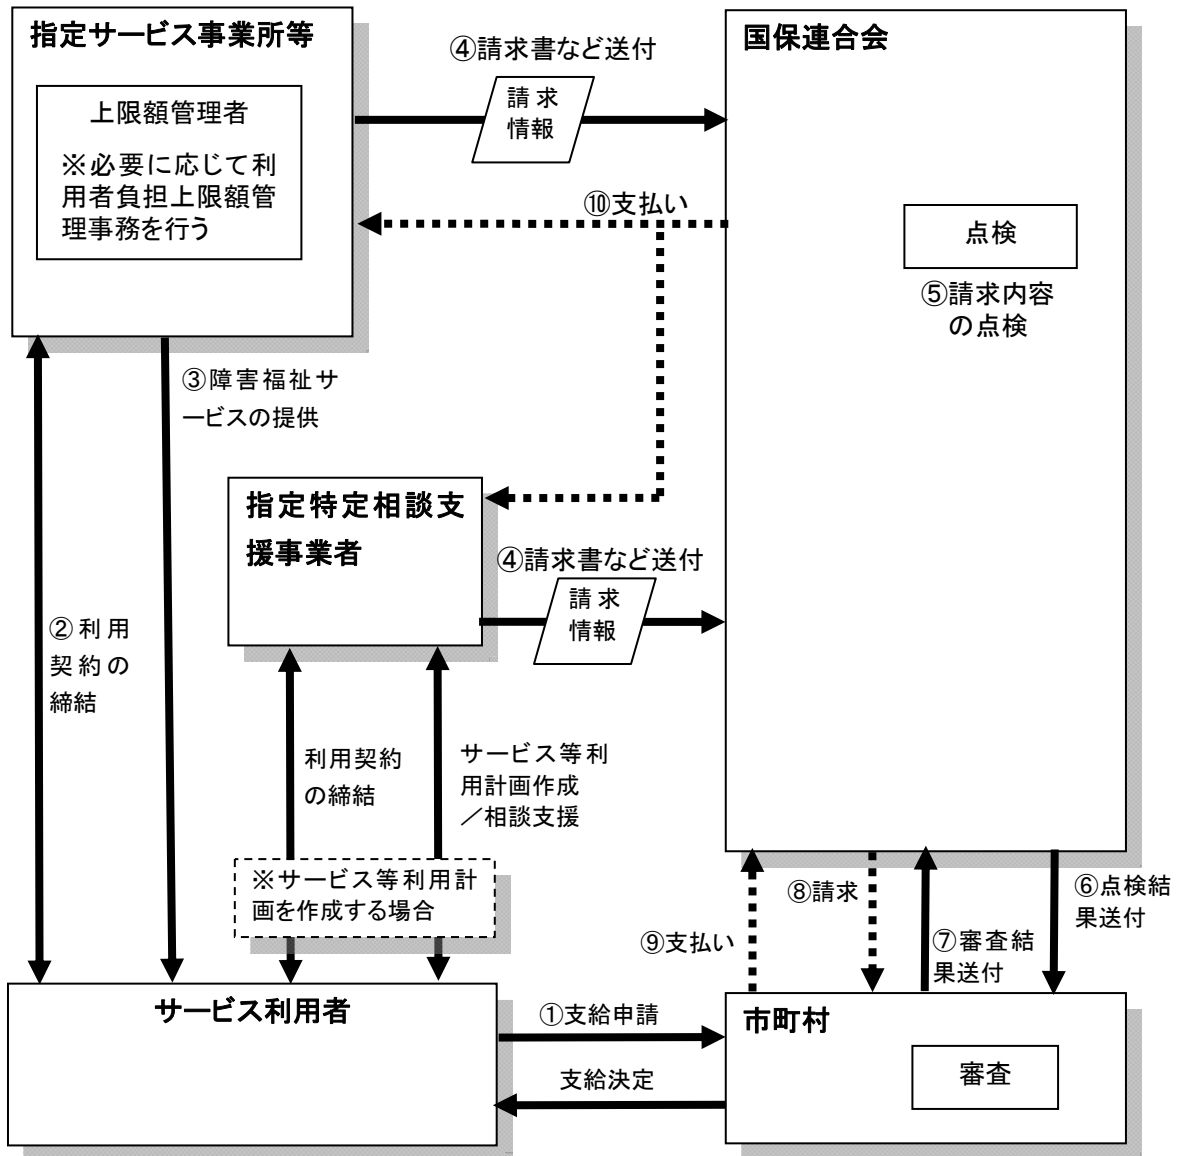 指定サービス事業所等
上限額管理者
※必要に応じて利
用者負担上限額管
理事務を行う
④請求書など送付
請求
情報
国保連合会
⑩支払い
点検
⑤請求内容
の点検
③障害福祉サ
ービスの提供
指定特定相談支
援事業者
④請求書など送付
請求
情報
②利用
契約の
締結
利用契約
の締結
サービス等利
用計画作成
／相談支援
※サービス等利用計
画を作成する場合
⑨支払い
⑧請求
⑦審査結
果送付
⑥点検結
果送付
サービス利用者
①支給申請
支給決定
市町村
審査